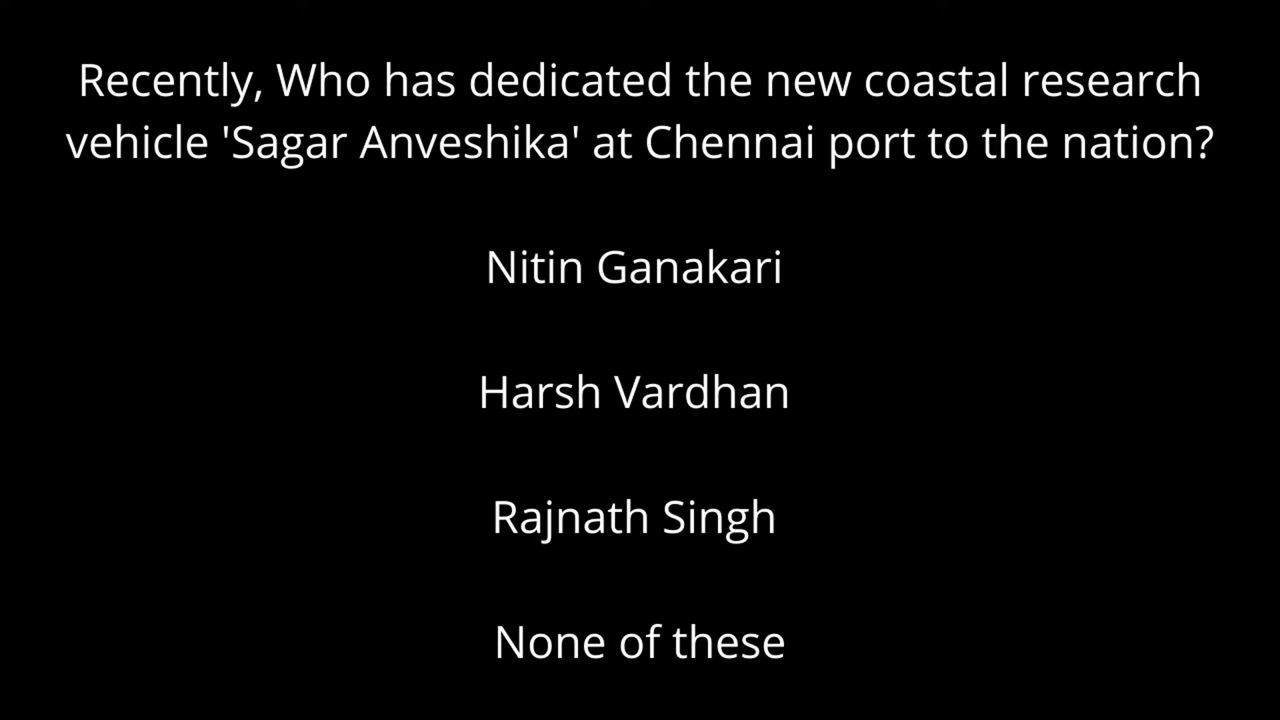 Recently, Who has dedicated the new coastal research
vehicle 'Sagar Anveshika' at Chennai port to the nation?
Nitin Ganakari
Harsh Vardhan
Rajnath Singh
None of these